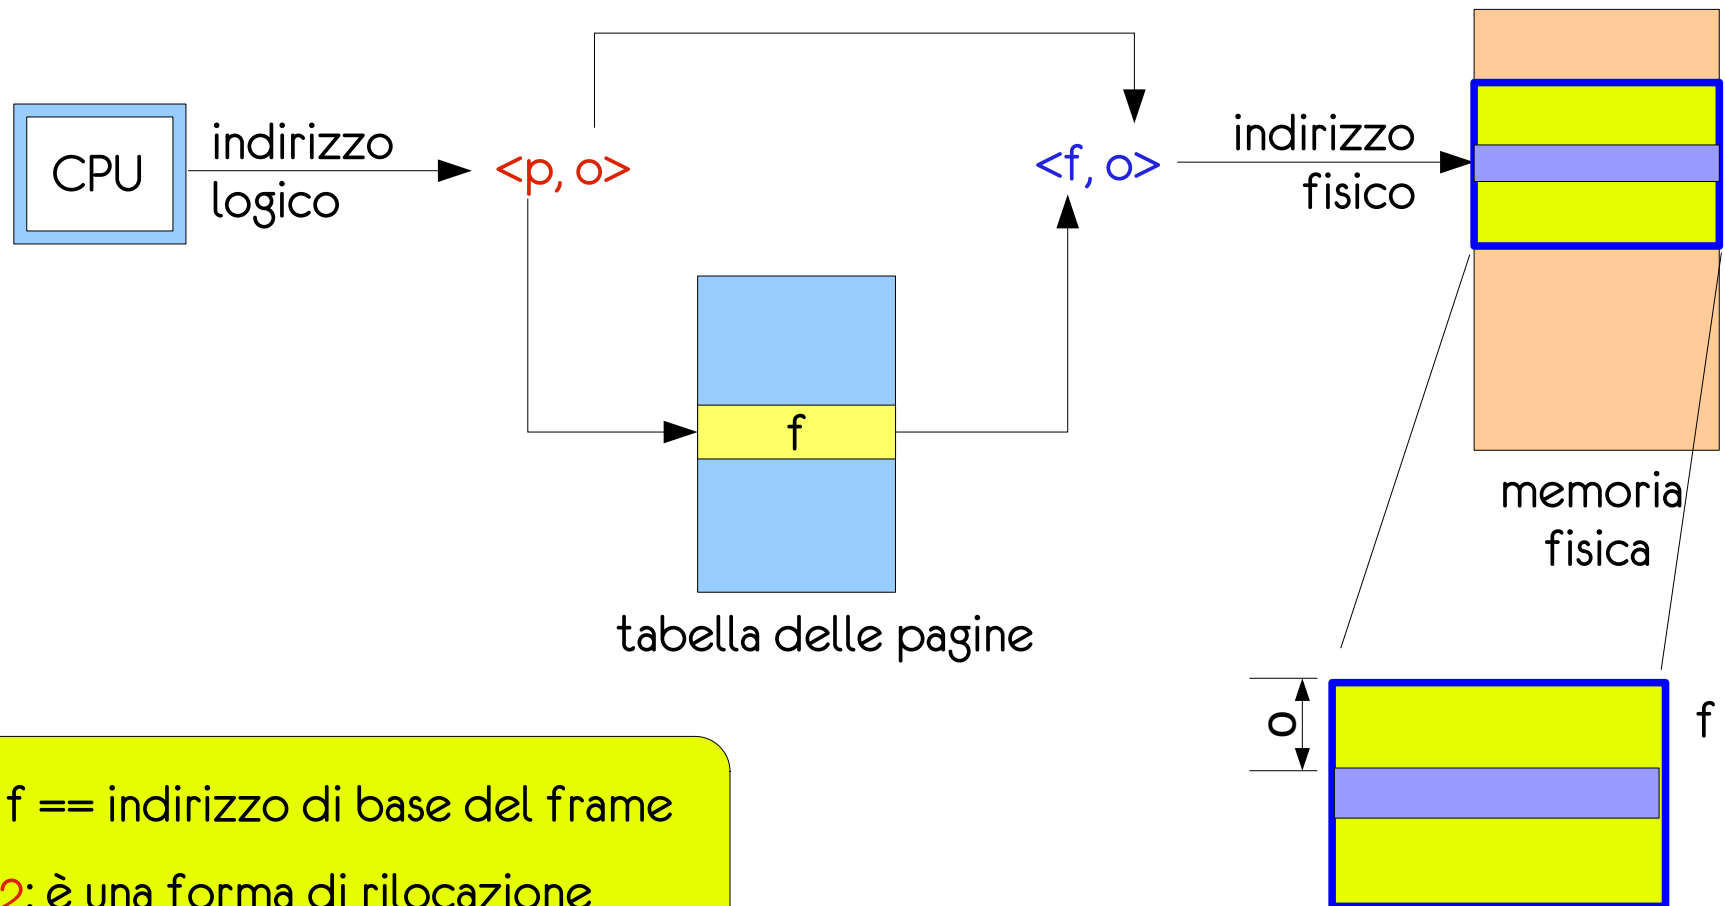 CPU
indirizzo
logico
<p, o>
<f, o>
indirizzo
fisico
f
tabella delle pagine
memoria
fisica
o
f
f == indirizzo di base del frame
2: è una forma di rilocazione